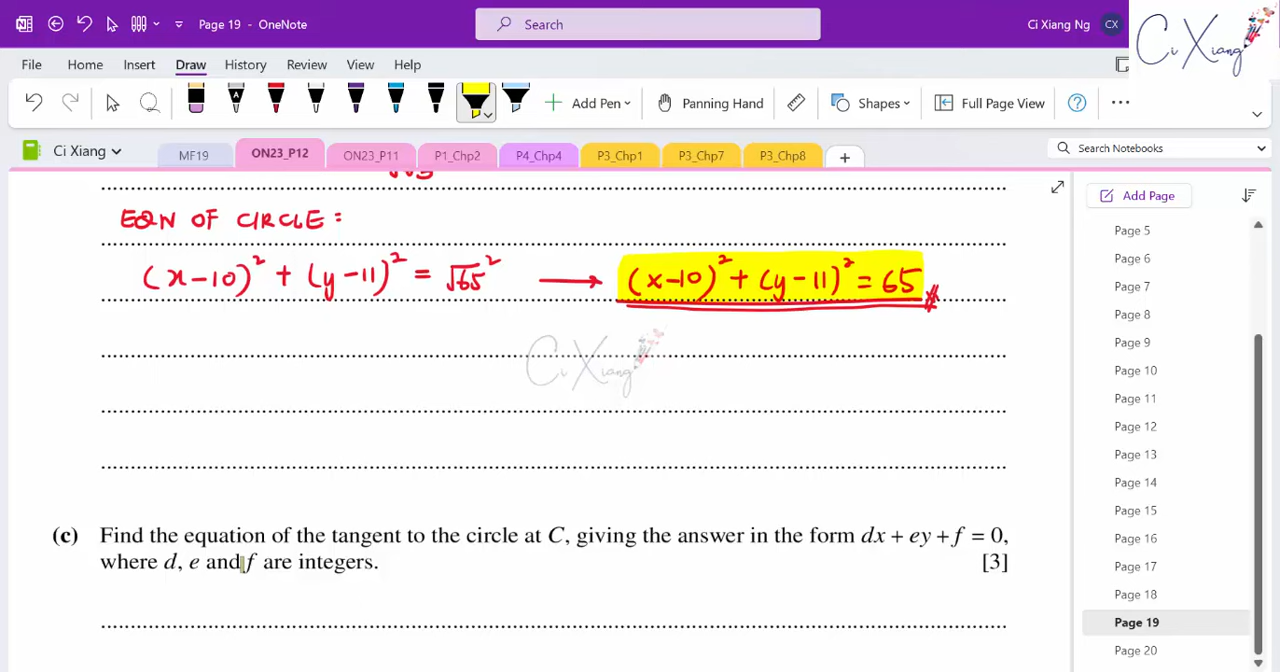 Page 19 - OneNote
Search
Ci Xiang Ng CX
Ci Xiang
File Home Insert Draw History Review View Help
Add Pen Panning Hand Shapes Full Page View
Ci Xiang MF19 ON23_P12 ON23_P11 P1_Chp2 P4_Chp4 P3_Chp1 P3_Chp7 P3_Chp8 + Search Notebooks
Add Page
EQN OF CIRCLE:
(x-10)² + (y-11)² = √65² → (x-10)² + (y-11)² = 65
Ci Xiang
(c) Find the equation of the tangent to the circle at C, giving the answer in the form dx + ey + f = 0,
where d, e and f are integers. [3]
Page 5
Page 6
Page 7
Page 8
Page 9
Page 10
Page 11
Page 12
Page 13
Page 14
Page 15
Page 16
Page 17
Page 18
Page 19
Page 20